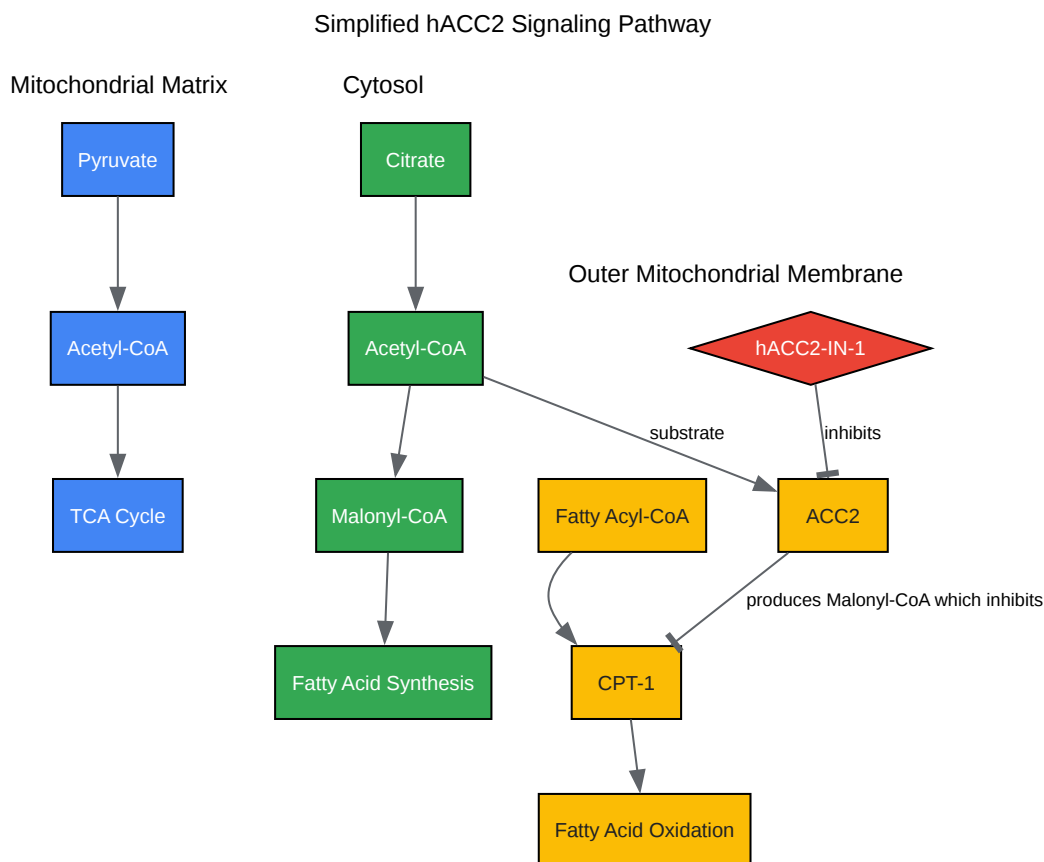 Simplified hACC2 Signaling Pathway
Mitochondrial Matrix
Cytosol
Pyruvate
Citrate
Outer Mitochondrial Membrane
Acetyl-CoA
Acetyl-CoA
hACC2-IN-1
substrate
inhibits
TCA Cycle
Malonyl-CoA
Fatty Acyl-CoA
ACC2
produces Malonyl-CoA which inhibits
Fatty Acid Synthesis
CPT-1
Fatty Acid Oxidation